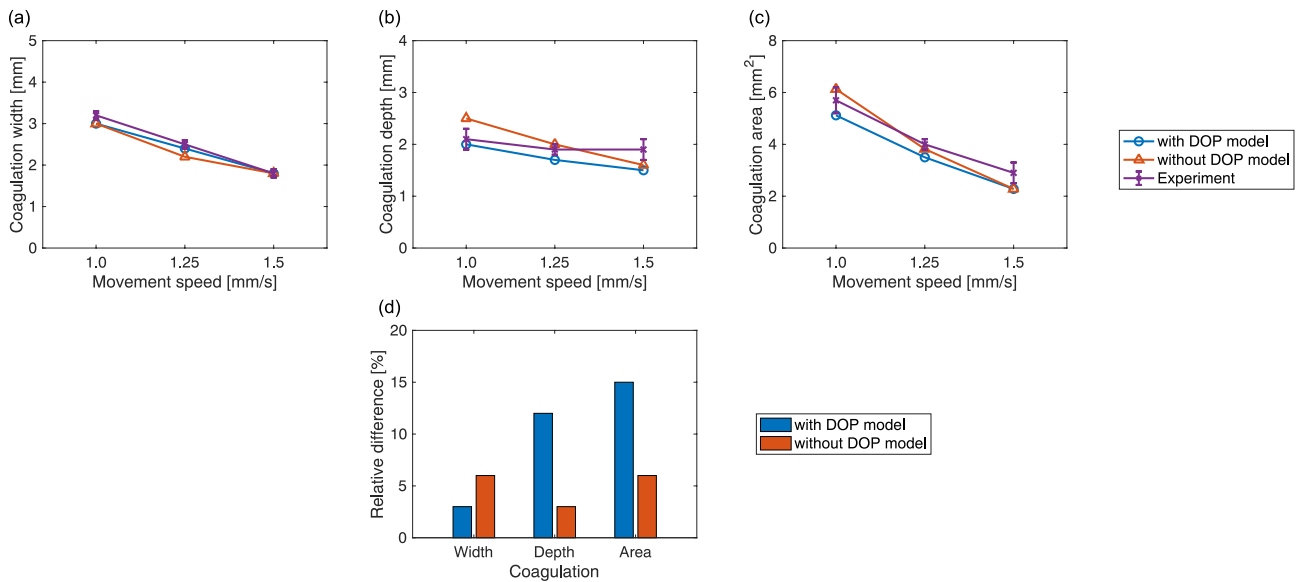 (a)
Coagulation width [mm]
5
4
3
2
1
0
1.0 1.25 1.5
Movement speed [mm/s]
(b)
Coagulation depth [mm]
4
3
2
1
0
1.0 1.25 1.5
Movement speed [mm/s]
(c)
Coagulation area [mm2]
8
6
4
2
0
1.0 1.25 1.5
Movement speed [mm/s]
with DOP model
without DOP model
Experiment
(d)
Relative difference [%]
20
15
10
5
0
Width Depth Area
Coagulation
with DOP model
without DOP model